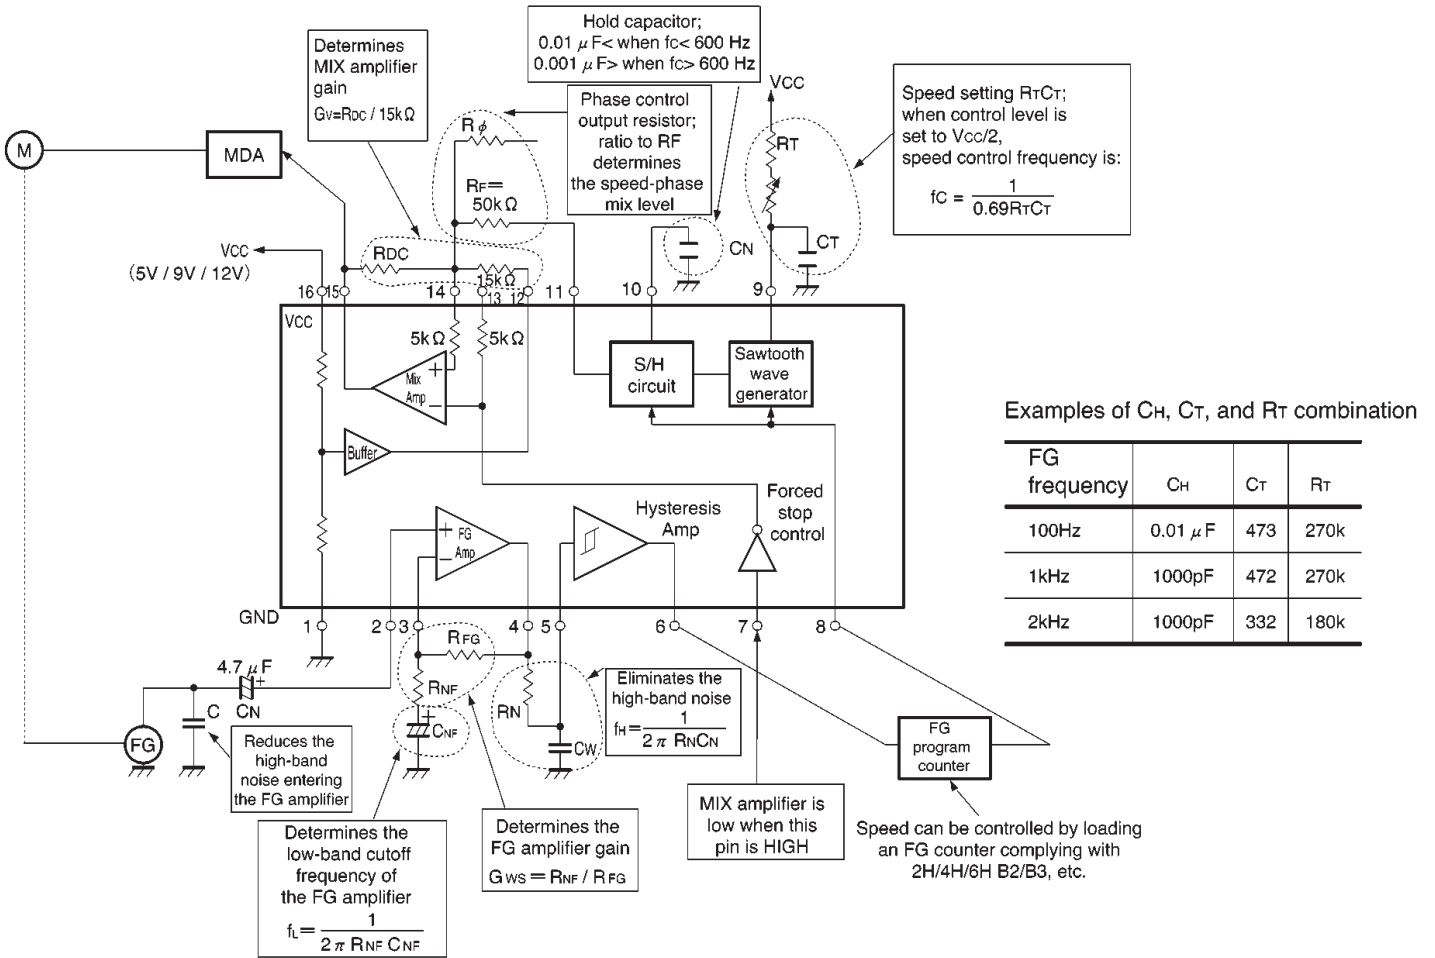 Hold capacitor;
0.01 μF< when fc< 600 Hz
0.001 μF> when fc> 600 Hz
Determines
MIX amplifier
gain
Gv=RDC / 15kΩ
Phase control
output resistor;
ratio to RF
determines
the speed-phase
mix level
VCC
Speed setting RTCT;
when control level is
set to VCC/2,
speed control frequency is:
fC = 1
0.69RTCT
M
MDA
Rϕ
RF=
50kΩ
RT
CT
CN
VCC
(5V / 9V / 12V)
RDC
15kΩ
16 15 14 13 12 11 10 9
VCC
5kΩ 5kΩ
Mix
Amp
+
−
S/H
circuit
Sawtooth
wave
generator
Buffer
Forced
stop
control
Hysteresis
Amp
+
−
FG
Amp
GND
1 2 3 4 5 6 7 8
Examples of CH, CT, and RT combination
FG
frequency CH CT RT
100Hz 0.01 μF 473 270k
1kHz 1000pF 472 270k
2kHz 1000pF 332 180k
4.7 μF
+
CN
C
FG
Reduces the
high-band
noise entering
the FG amplifier
RFG
RNF
+
CNF
RN
CW
Eliminates the
high-band noise
fH= 1
2π RNCN
FG
program
counter
Determines the
low-band cutoff
frequency of
the FG amplifier
fL= 1
2π RNF CNF
Determines the
FG amplifier gain
GWS = RNF / RFG
MIX amplifier is
low when this
pin is HIGH
Speed can be controlled by loading
an FG counter complying with
2H/4H/6H B2/B3, etc.